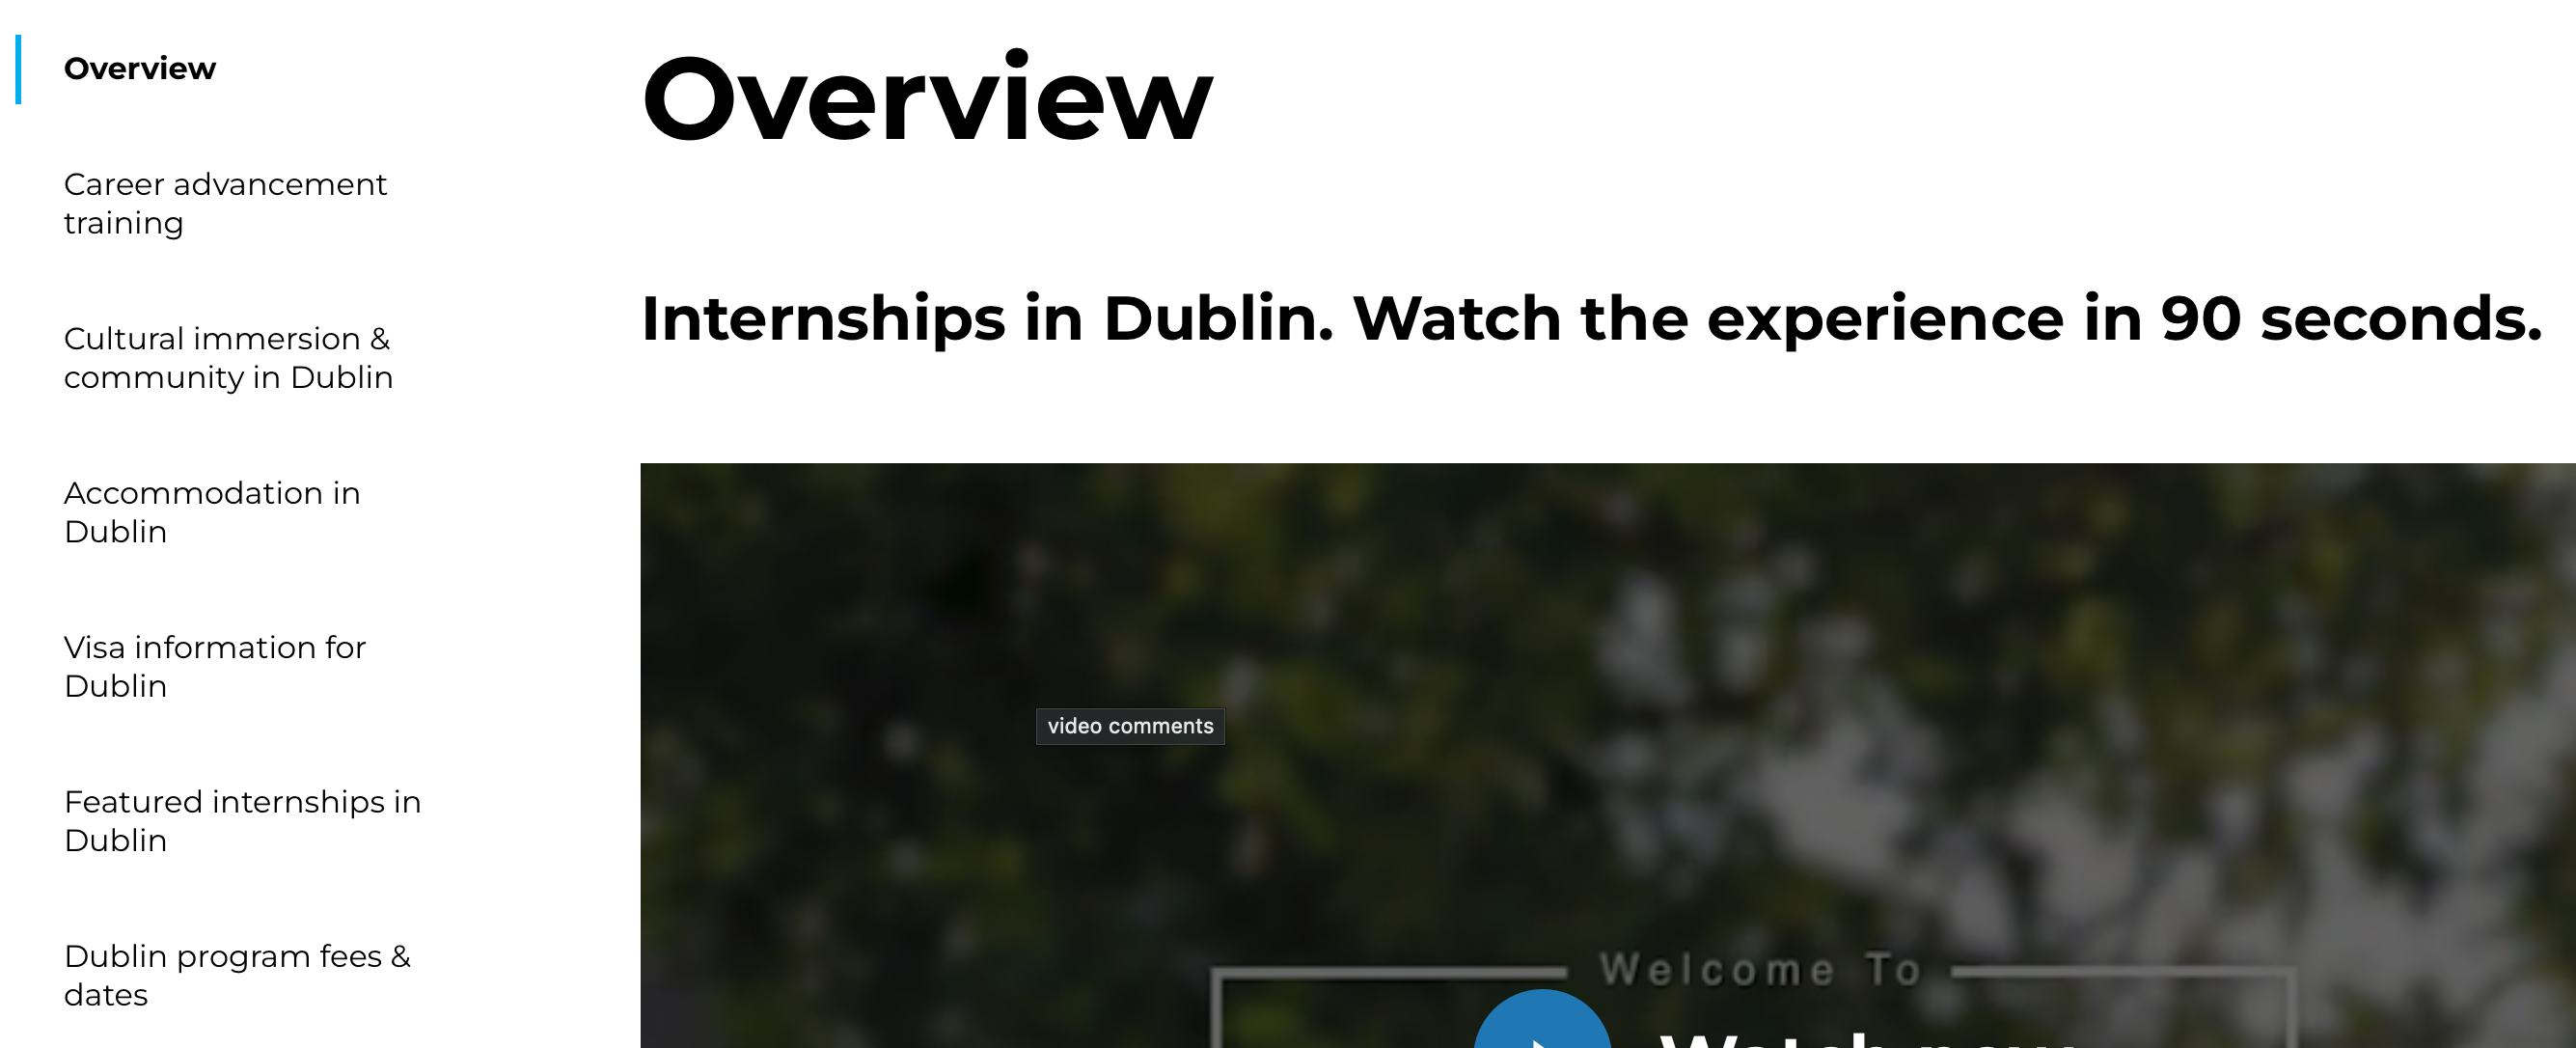 Overview
Career advancement
training
Cultural immersion &
community in Dublin
Accommodation in
Dublin
Visa information for
Dublin
Featured internships in
Dublin
Dublin program fees &
dates
Overview
Internships in Dublin. Watch the experience in 90 seconds.
video comments
Welcome To
Watch now